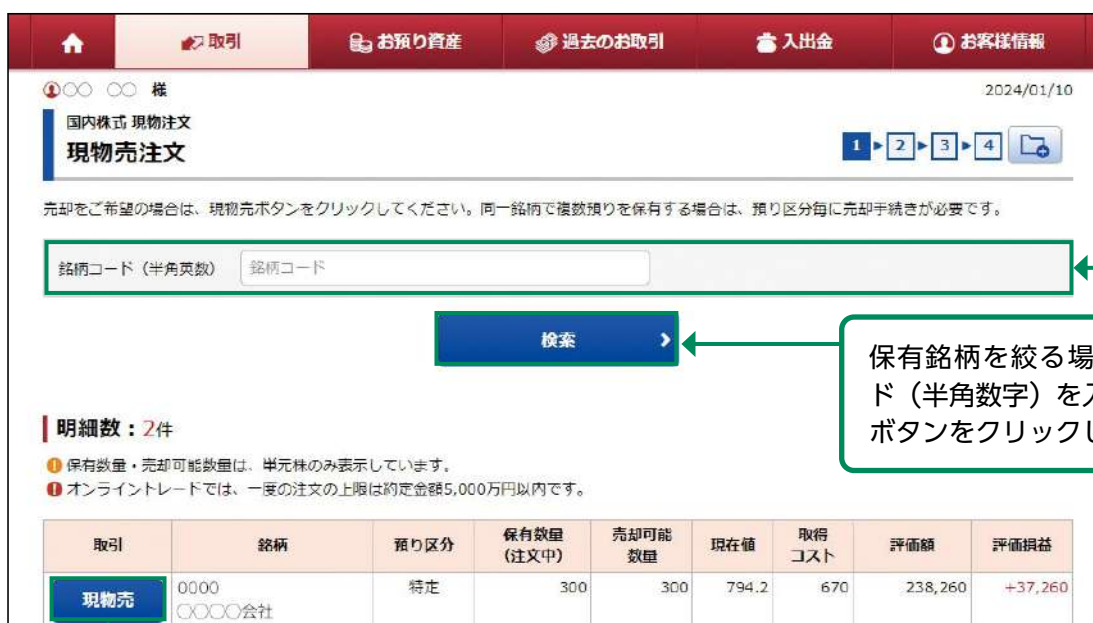 取引 お預り資産 過去のお取引 入出金 お客様情報
〇〇 〇〇 様 2024/01/10
国内株式 現物注文
現物売注文
1 2 3 4
売却をご希望の場合は、現物売ボタンをクリックしてください。同一銘柄で複数預りを保有する場合は、預り区分毎に売却手続きが必要です。
銘柄コード（半角英数） 銘柄コード
検索
保有銘柄を絞る場
ド（半角数字）を入
ボタンをクリックし
明細数：2件
保有数量・売却可能数量は、単元株のみ表示しています。
オンライントレードでは、一度の注文の上限は約定金額5,000万円以内です。
取引 銘柄 預り区分 保有数量（注文中） 売却可能数量 現在値 取得コスト 評価額 評価損益
現物売 0000 特定 300 300 794.2 670 238,260 +37,260
〇〇〇〇会社